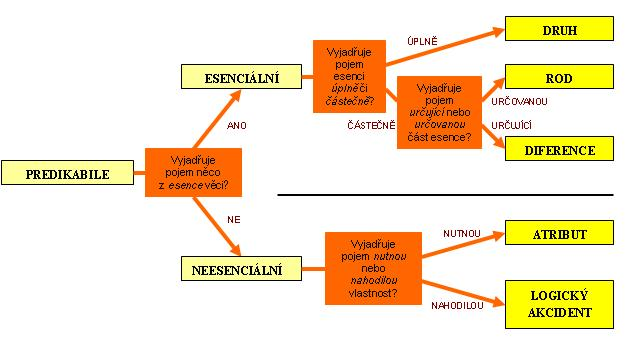 PREDIKABILE
Vyjadřuje
pojem něco
z esence věci?
ANO
ESENCIÁLNÍ
Vyjadřuje
pojem
esenci
úplně či
částečně?
ÚPLNĚ
DRUH
ČÁSTEČNĚ
Vyjadřuje
pojem
určující nebo
určovanou
část esence?
ROD
URČOVANOU
URČUJÍCÍ
DIFERENCE
NE
NEESENCIÁLNÍ
Vyjadřuje
pojem nutnou
nebo
nahodilou
vlastnost?
NUTNOU
ATRIBUT
NAHODILOU
LOGICKÝ
AKCIDENT